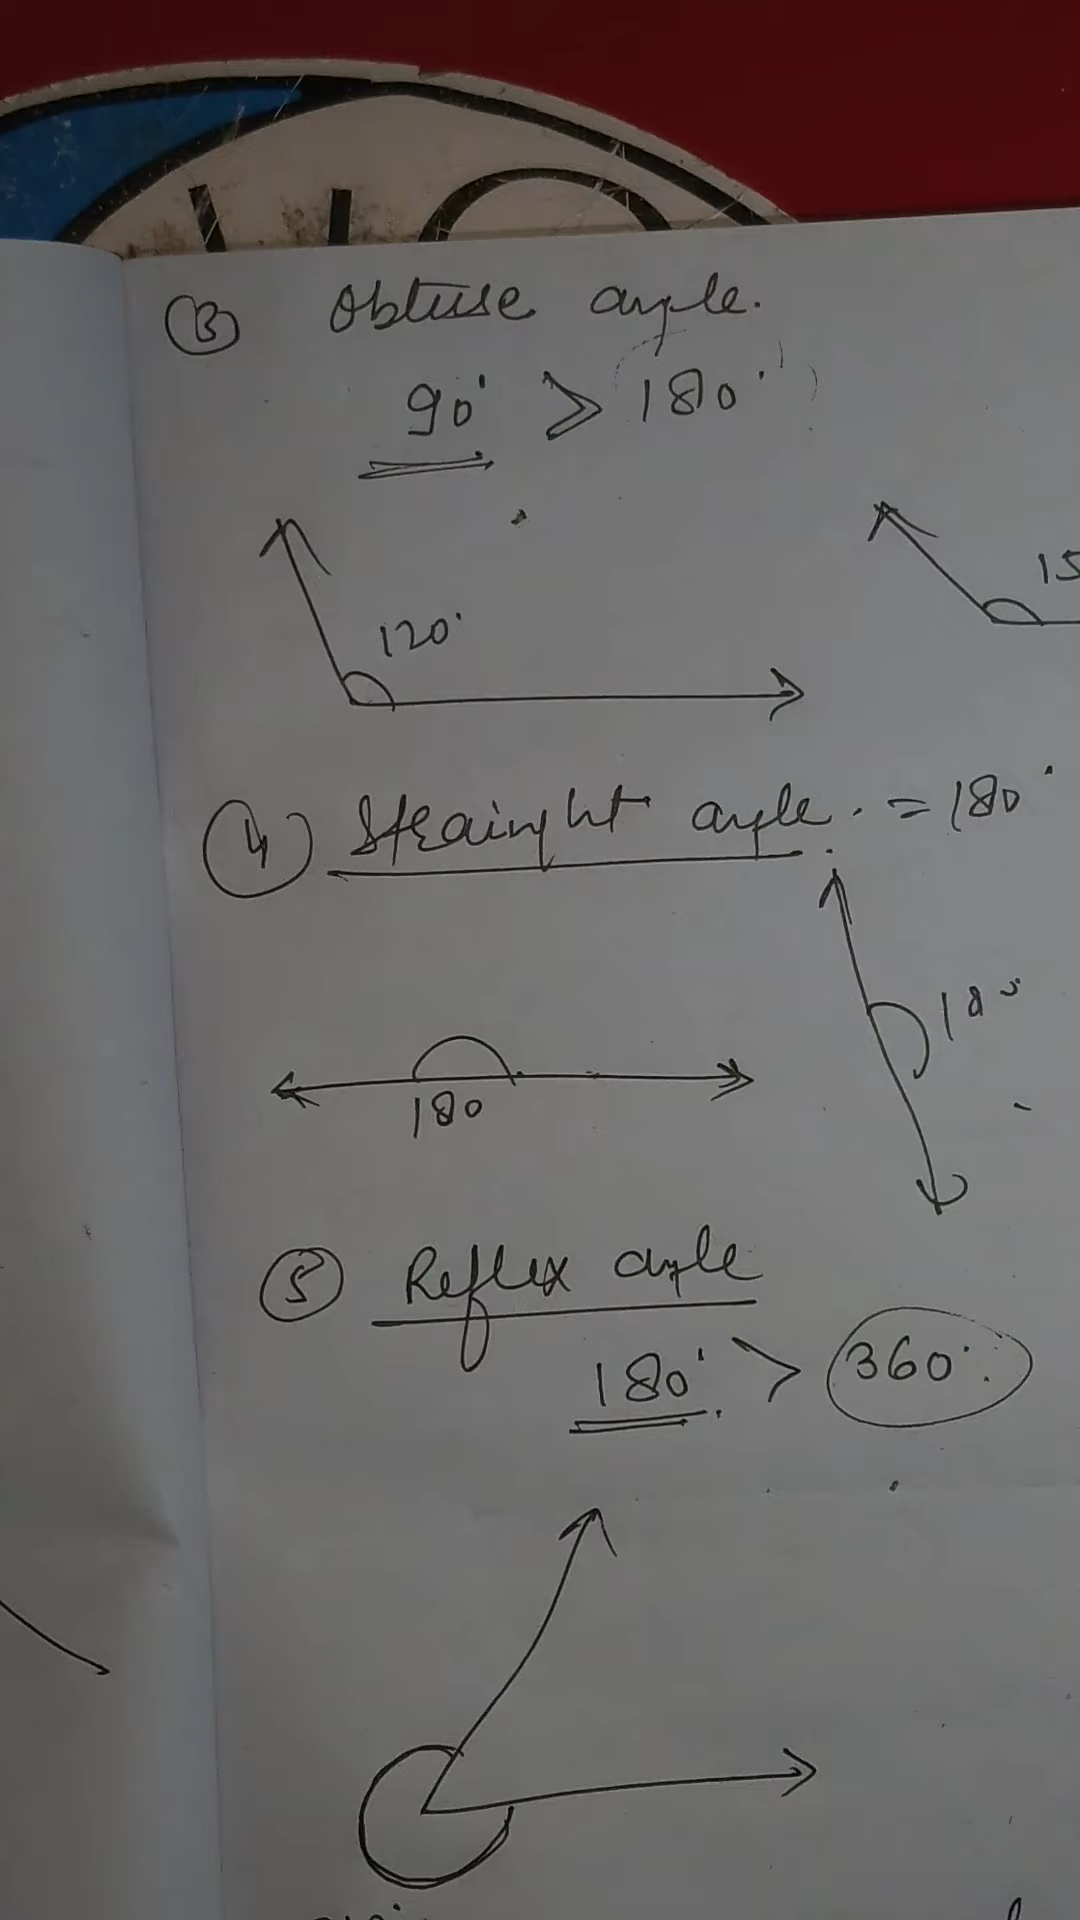 ③ Obtuse angle.
90° > 180°
120°
④ Straight angle. = 180°
180
⑤ Reflex angle
180° > 360°